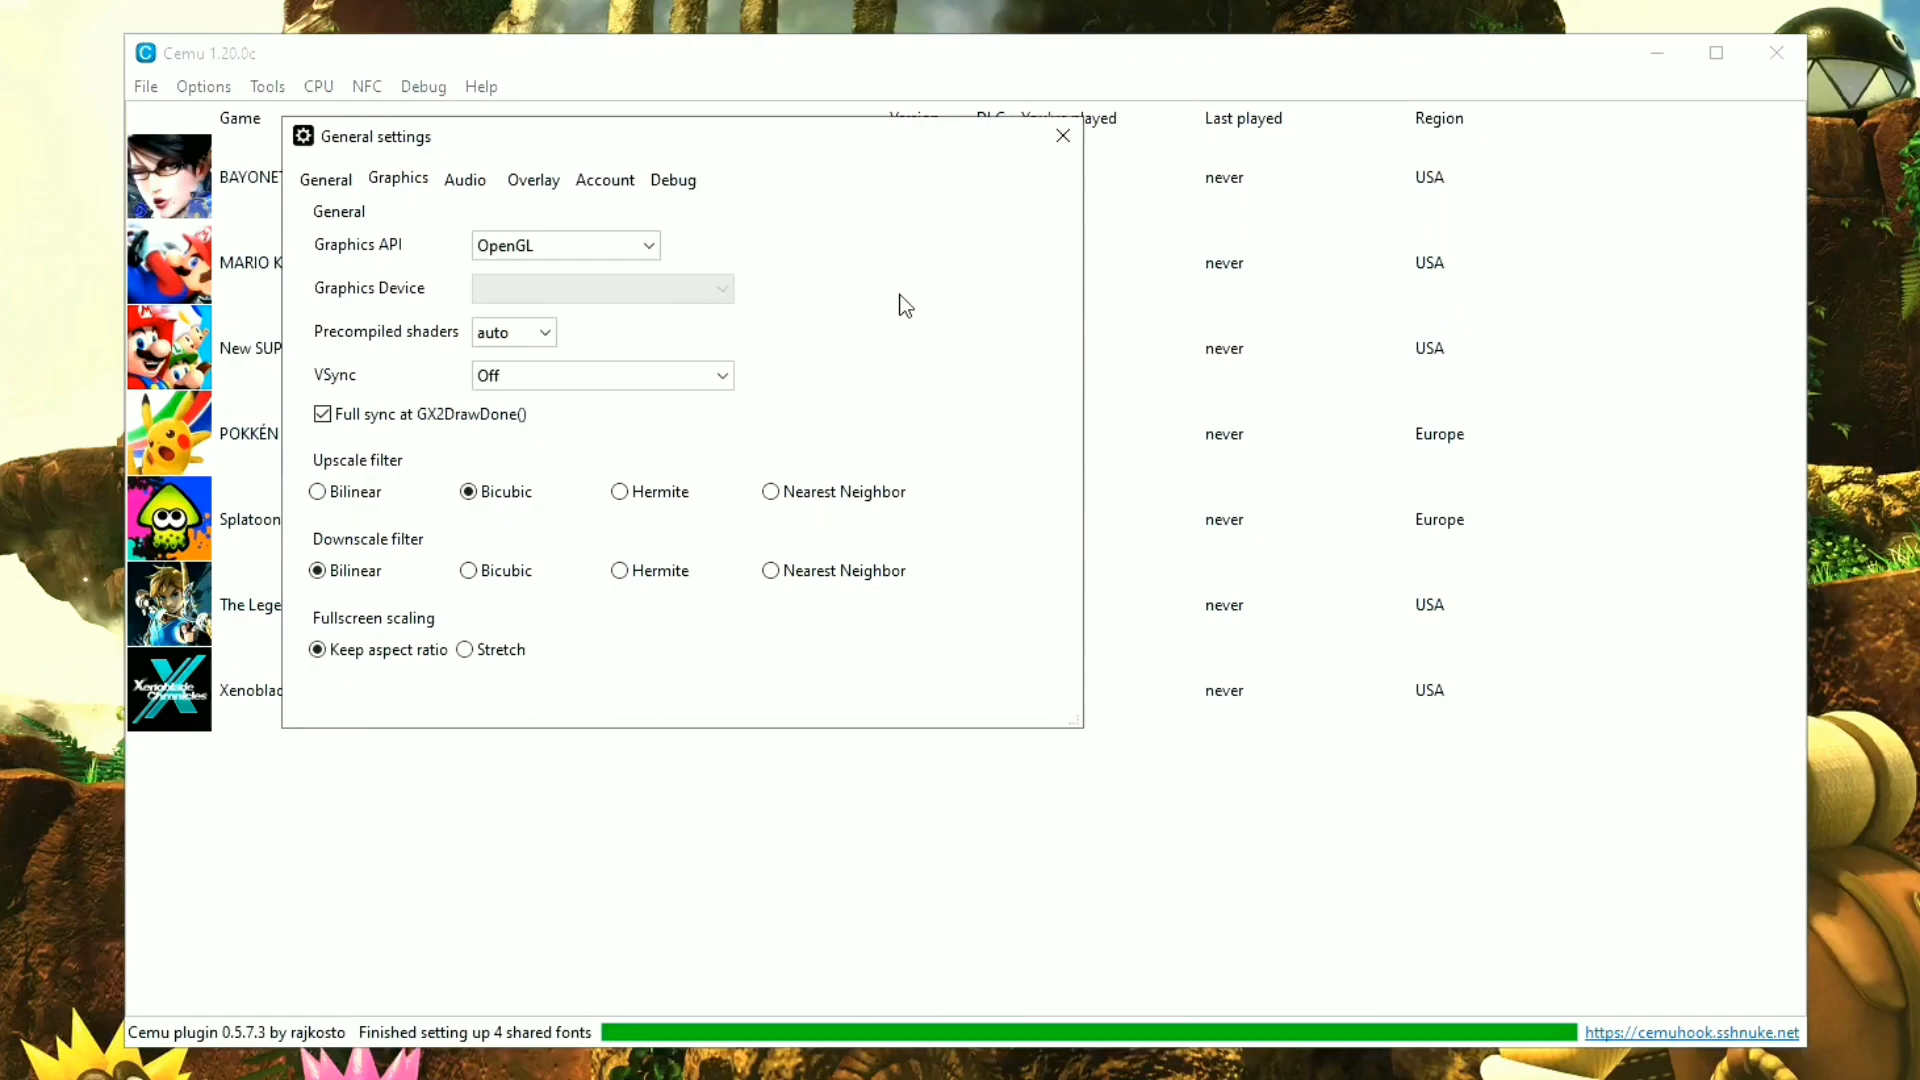 Cemu 1.20.0c
File Options Tools CPU NFC Debug Help
Game Last played Region
General settings
General Graphics Audio Overlay Account Debug
General
Graphics API OpenGL
Graphics Device
Precompiled shaders auto
VSync Off
Full sync at GX2DrawDone()
Upscale filter
Bilinear Bicubic Hermite Nearest Neighbor
Downscale filter
Bilinear Bicubic Hermite Nearest Neighbor
Fullscreen scaling
Keep aspect ratio Stretch
BAYONET never USA
MARIO K never USA
New SUP never USA
POKKÉN never Europe
Splatoon never Europe
The Lege never USA
Xenoblade Chronicles X
Xenoblac never USA
Cemu plugin 0.5.7.3 by rajkosto Finished setting up 4 shared fonts https://cemuhook.sshnuke.net